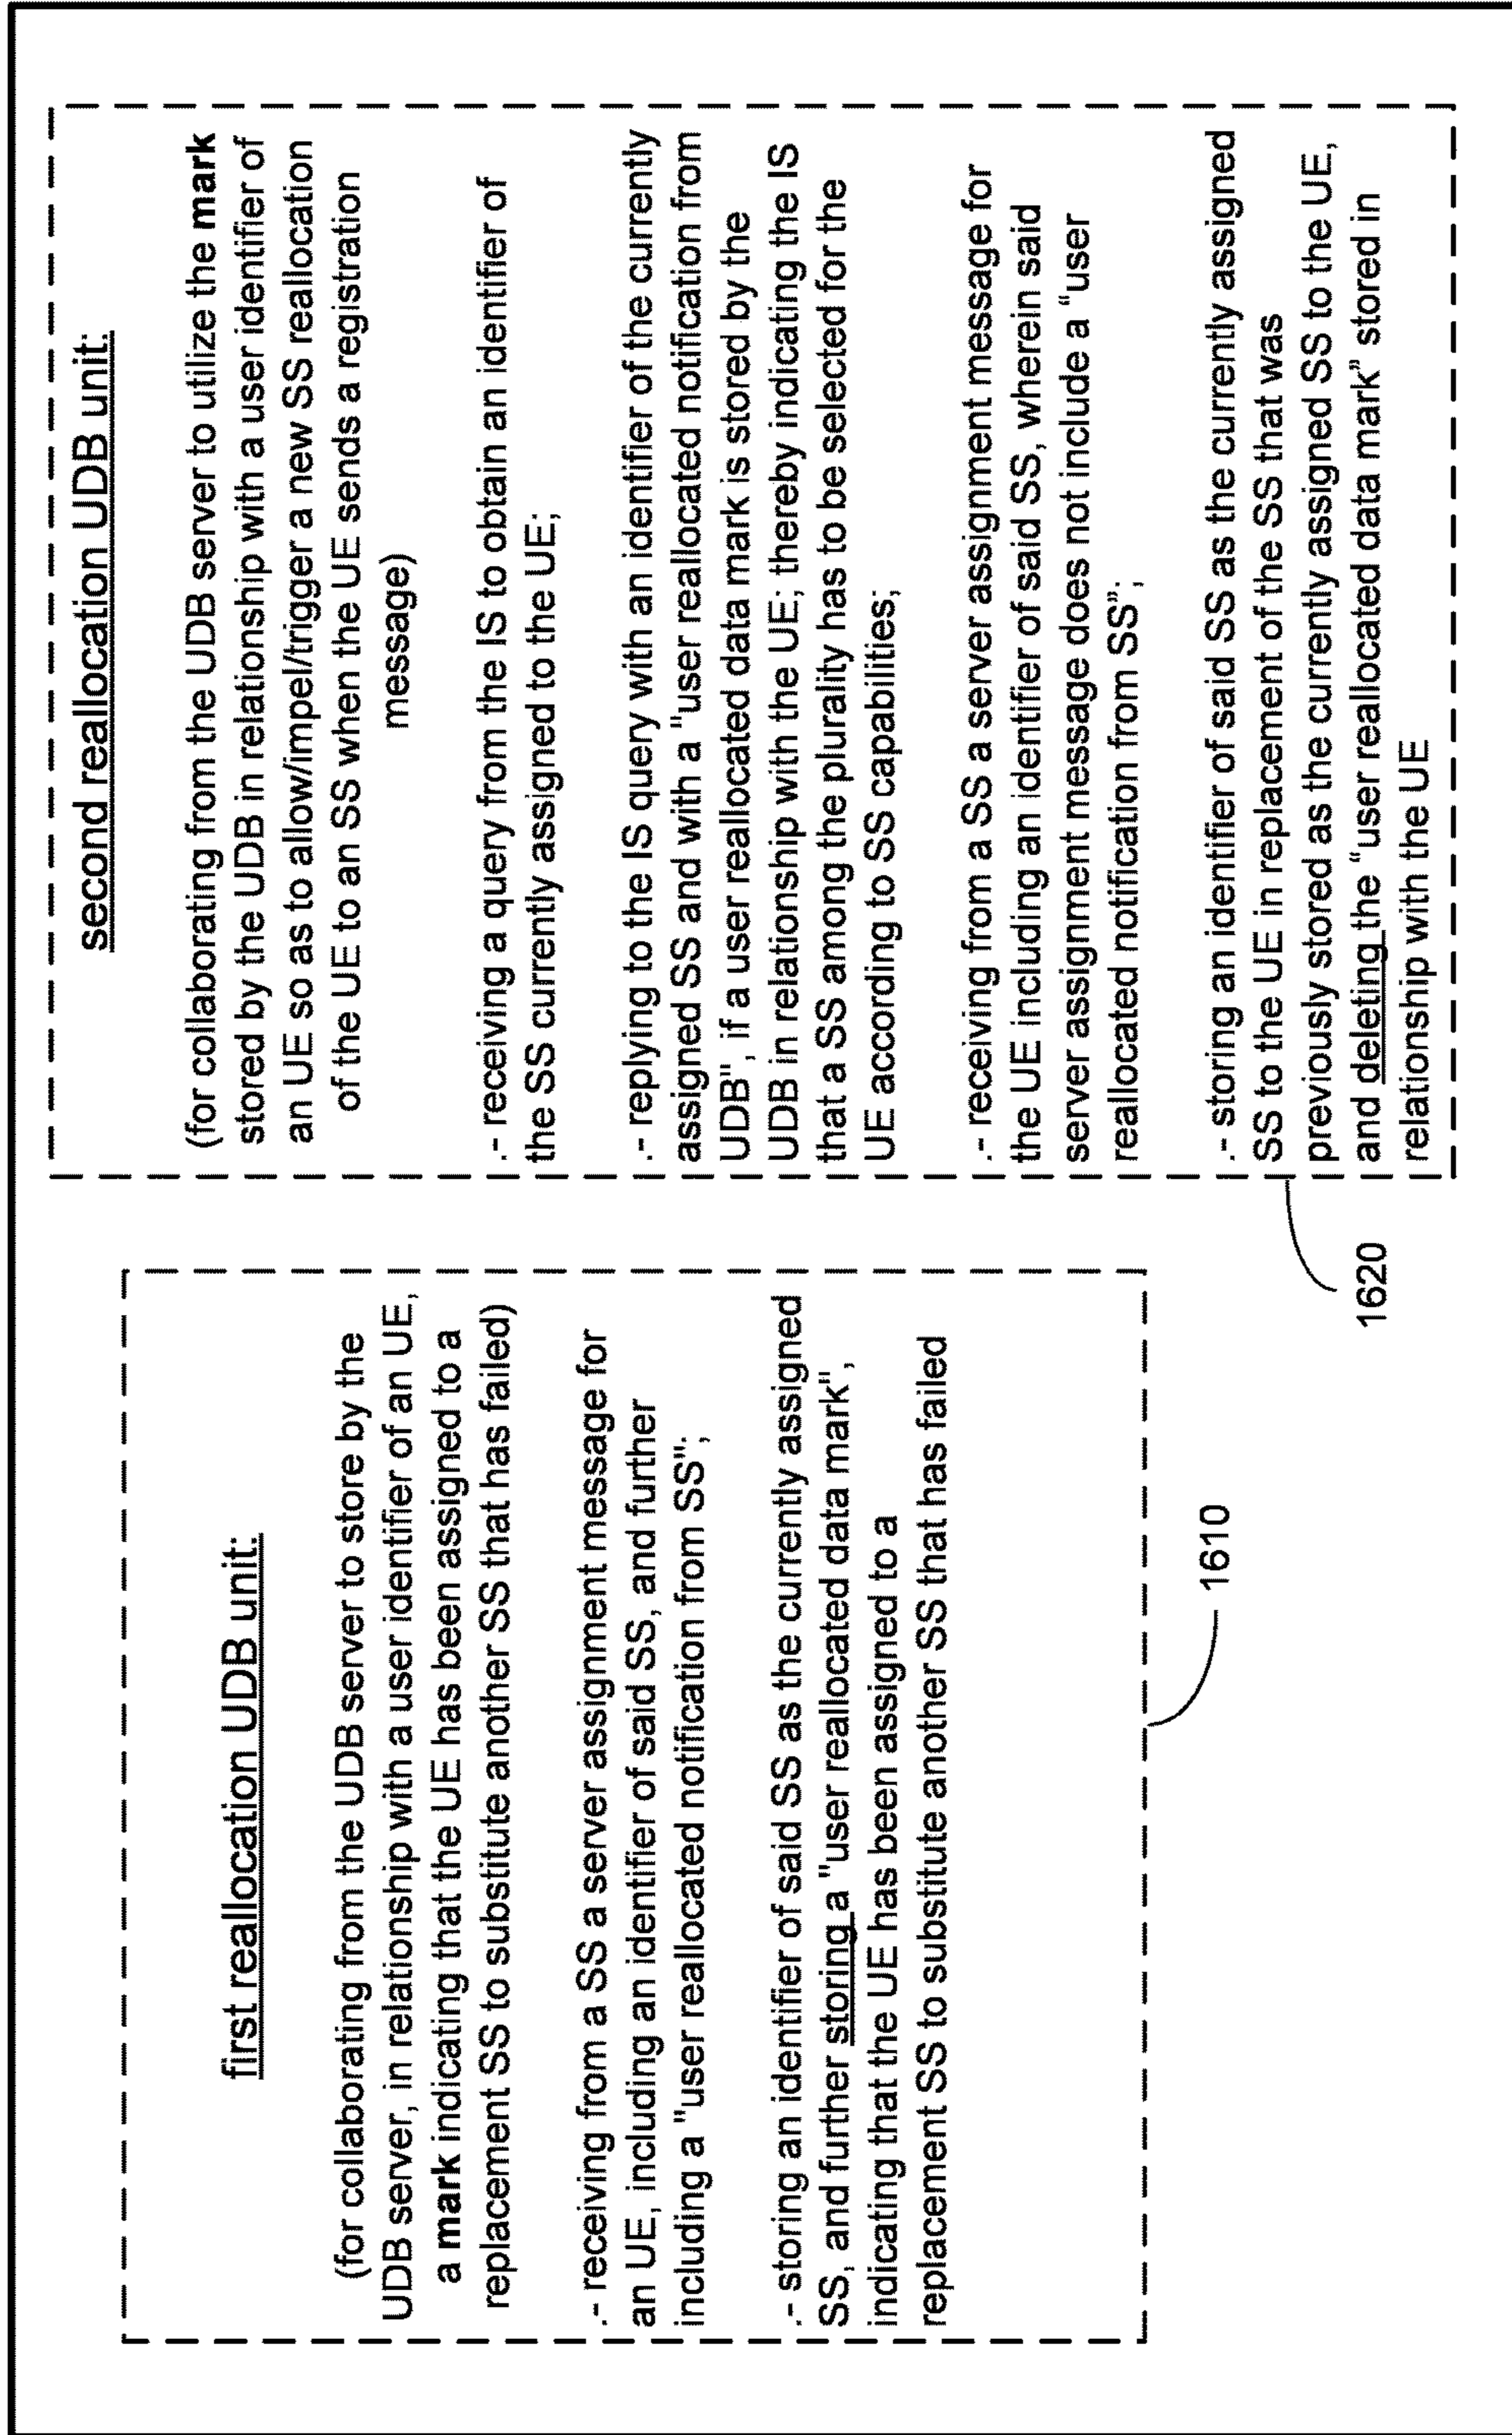 first reallocation UDB unit:
(for collaborating from the UDB server to store by the
UDB server, in relationship with a user identifier of an UE,
a mark indicating that the UE has been assigned to a
replacement SS to substitute another SS that has failed)
.- receiving from a SS a server assignment message for
an UE, including an identifier of said SS, and further
including a "user reallocated notification from SS";
.- storing an identifier of said SS as the currently assigned
SS, and further storing a "user reallocated data mark",
indicating that the UE has been assigned to a
replacement SS to substitute another SS that has failed
1610
second reallocation UDB unit:
(for collaborating from the UDB server to utilize the mark
stored by the UDB in relationship with a user identifier of
an UE so as to allow/impel/trigger a new SS reallocation
of the UE to an SS when the UE sends a registration
message)
.- receiving a query from the IS to obtain an identifier of
the SS currently assigned to the UE;
.- replying to the IS query with an identifier of the currently
assigned SS and with a "user reallocated notification from
UDB", if a user reallocated data mark is stored by the
UDB in relationship with the UE; thereby indicating the IS
that a SS among the plurality has to be selected for the
UE according to SS capabilities;
.- receiving from a SS a server assignment message for
the UE including an identifier of said SS, wherein said
server assignment message does not include a “user
reallocated notification from SS”;
.- storing an identifier of said SS as the currently assigned
SS to the UE in replacement of the SS that was
previously stored as the currently assigned SS to the UE,
and deleting the “user reallocated data mark” stored in
relationship with the UE
1620